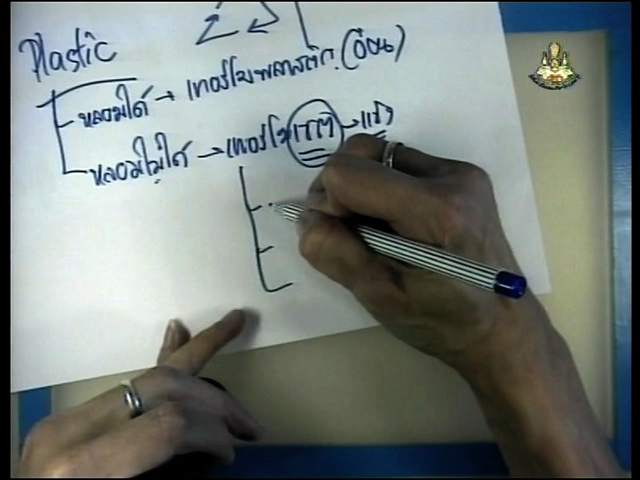 Plastic
หลอมได้ → เทอร์โมพลาสติก (อ่อน)
หลอมไม่ได้ → เทอร์โมเซต → แข็ง